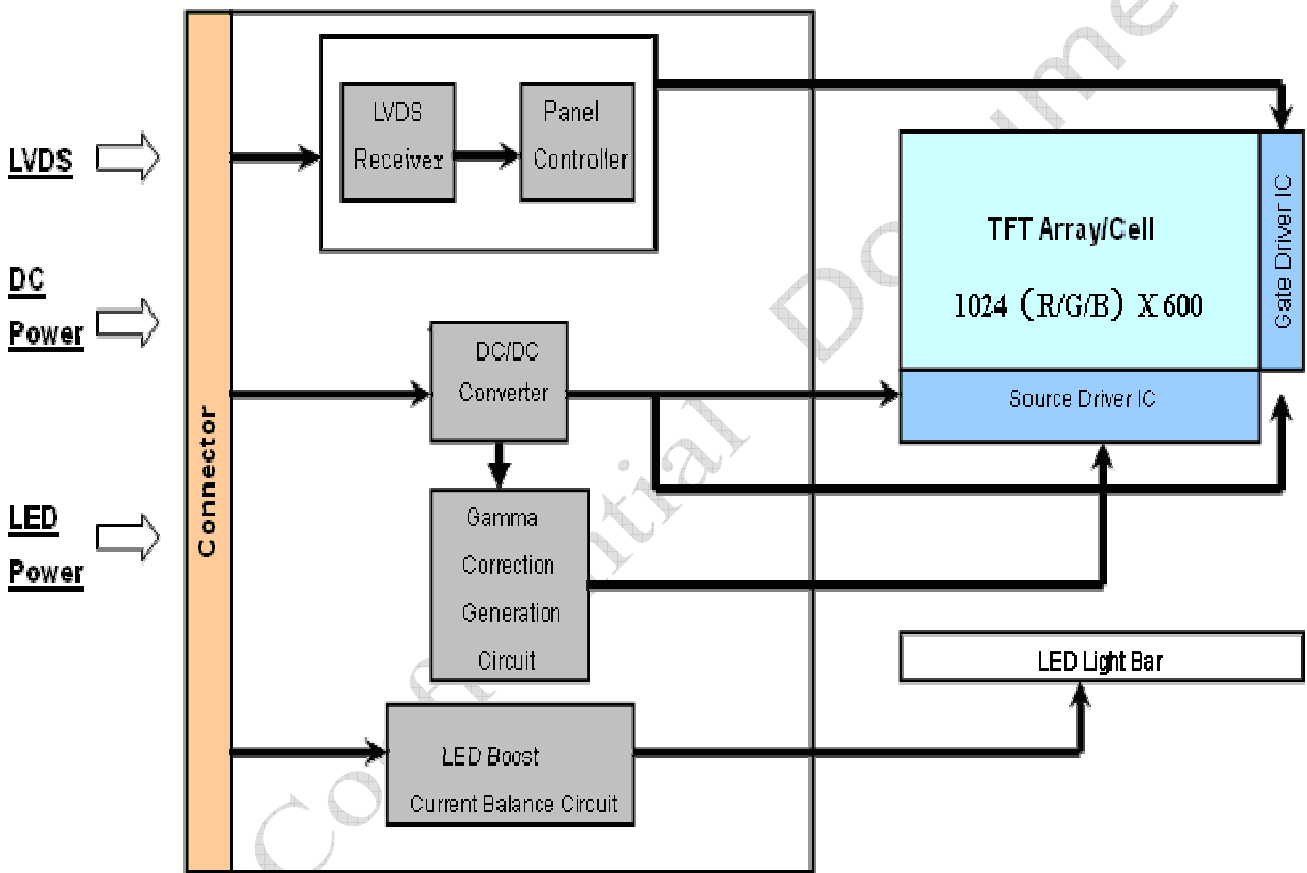 LVDS
DC
Power
LED
Power
Connector
LVDS
Receiver
Panel
Controller
DC/DC
Converter
Gamma
Correction
Generation
Circuit
LED Boost
Current Balance Circuit
TFT Array/Cell
1024 (R/G/B) X 600
Gate Driver IC
Source Driver IC
LED Light Bar